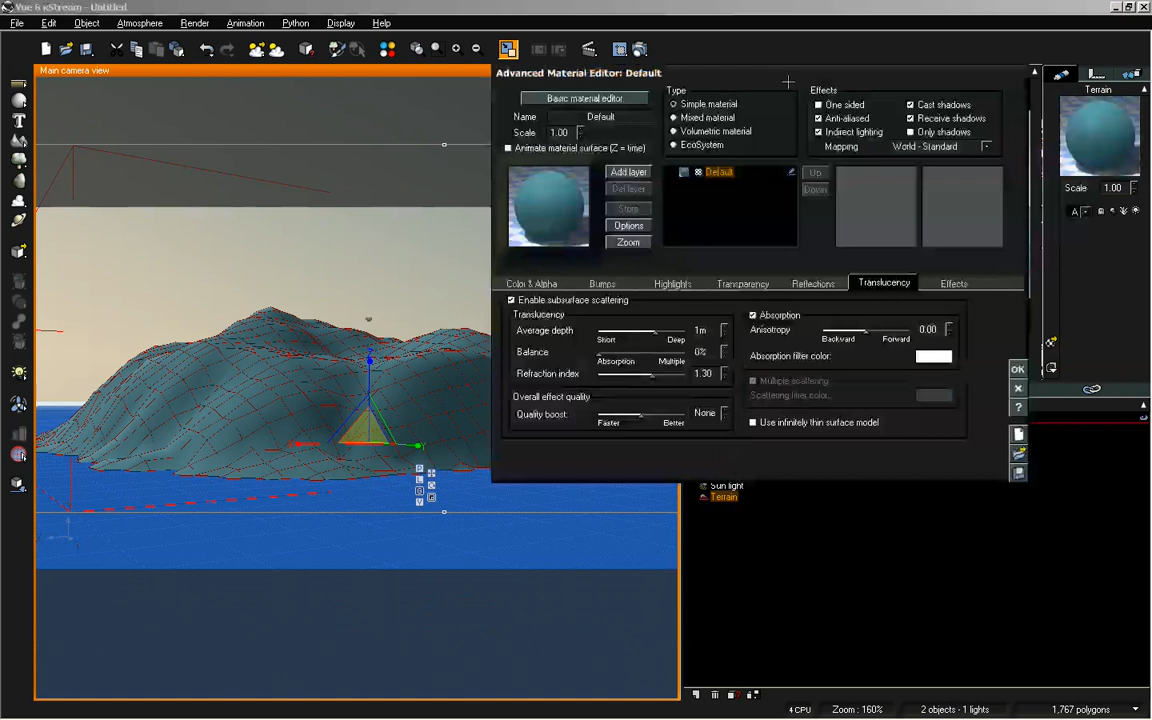 Vue 6 xStream - Untitled
File Edit Object Atmosphere Render Animation Python Display Help
Main camera view
Advanced Material Editor: Default
Terrain
Basic material editor
Type
Effects
Simple material
One sided
Cast shadows
Name Default
Mixed material
Anti-aliased
Receive shadows
Scale 1.00
Volumetric material
Indirect lighting
Only shadows
Animate material surface (Z = time)
EcoSystem
Mapping World - Standard
Add layer
Default
Up
Del layer
Down
Scale 1.00
Options
Zoom
Color & Alpha Bumps Highlights Transparency Reflections Translucency Effects
Enable subsurface scattering
Translucency
Absorption
Average depth 1m
Short Deep
Anisotropy 0.00
Backward Forward
Balance 0%
Absorption Multiple
Absorption filter color:
Refraction index 1.30
Multiple scattering
Scattering filter color:
Overall effect quality
Quality boost: None
Faster Better
Use infinitely thin surface model
OK
Sun light
Terrain
4 CPU Zoom : 160% 2 objects - 1 lights 1,767 polygons